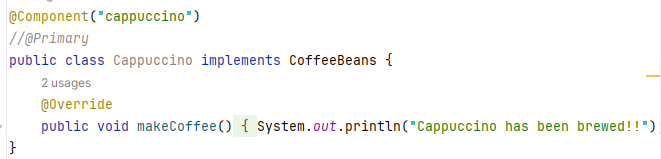 @Component("cappuccino")
//@Primary
public class Cappuccino implements CoffeeBeans {
2 usages
@Override
public void makeCoffee() { System.out.println("Cappuccino has been brewed!!")
}